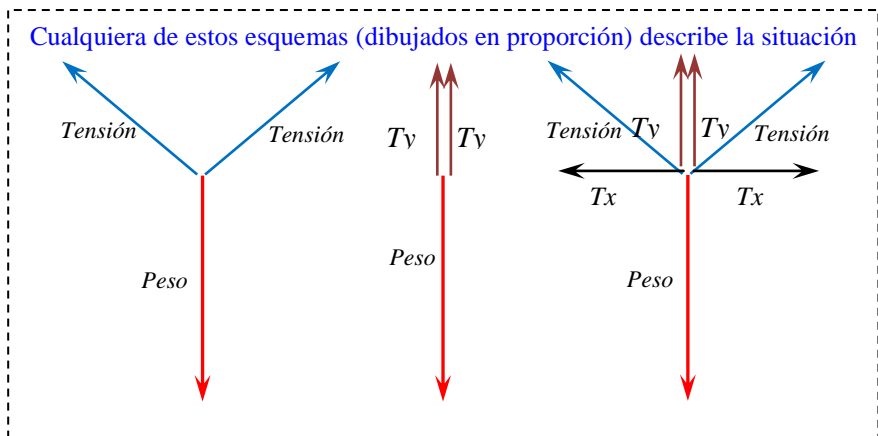 Cualquiera de estos esquemas (dibujados en proporción) describe la situación
Tensión
Tensión
Peso
Ty
Ty
Peso
Tensión
Ty
Ty
Tensión
Tx
Tx
Peso